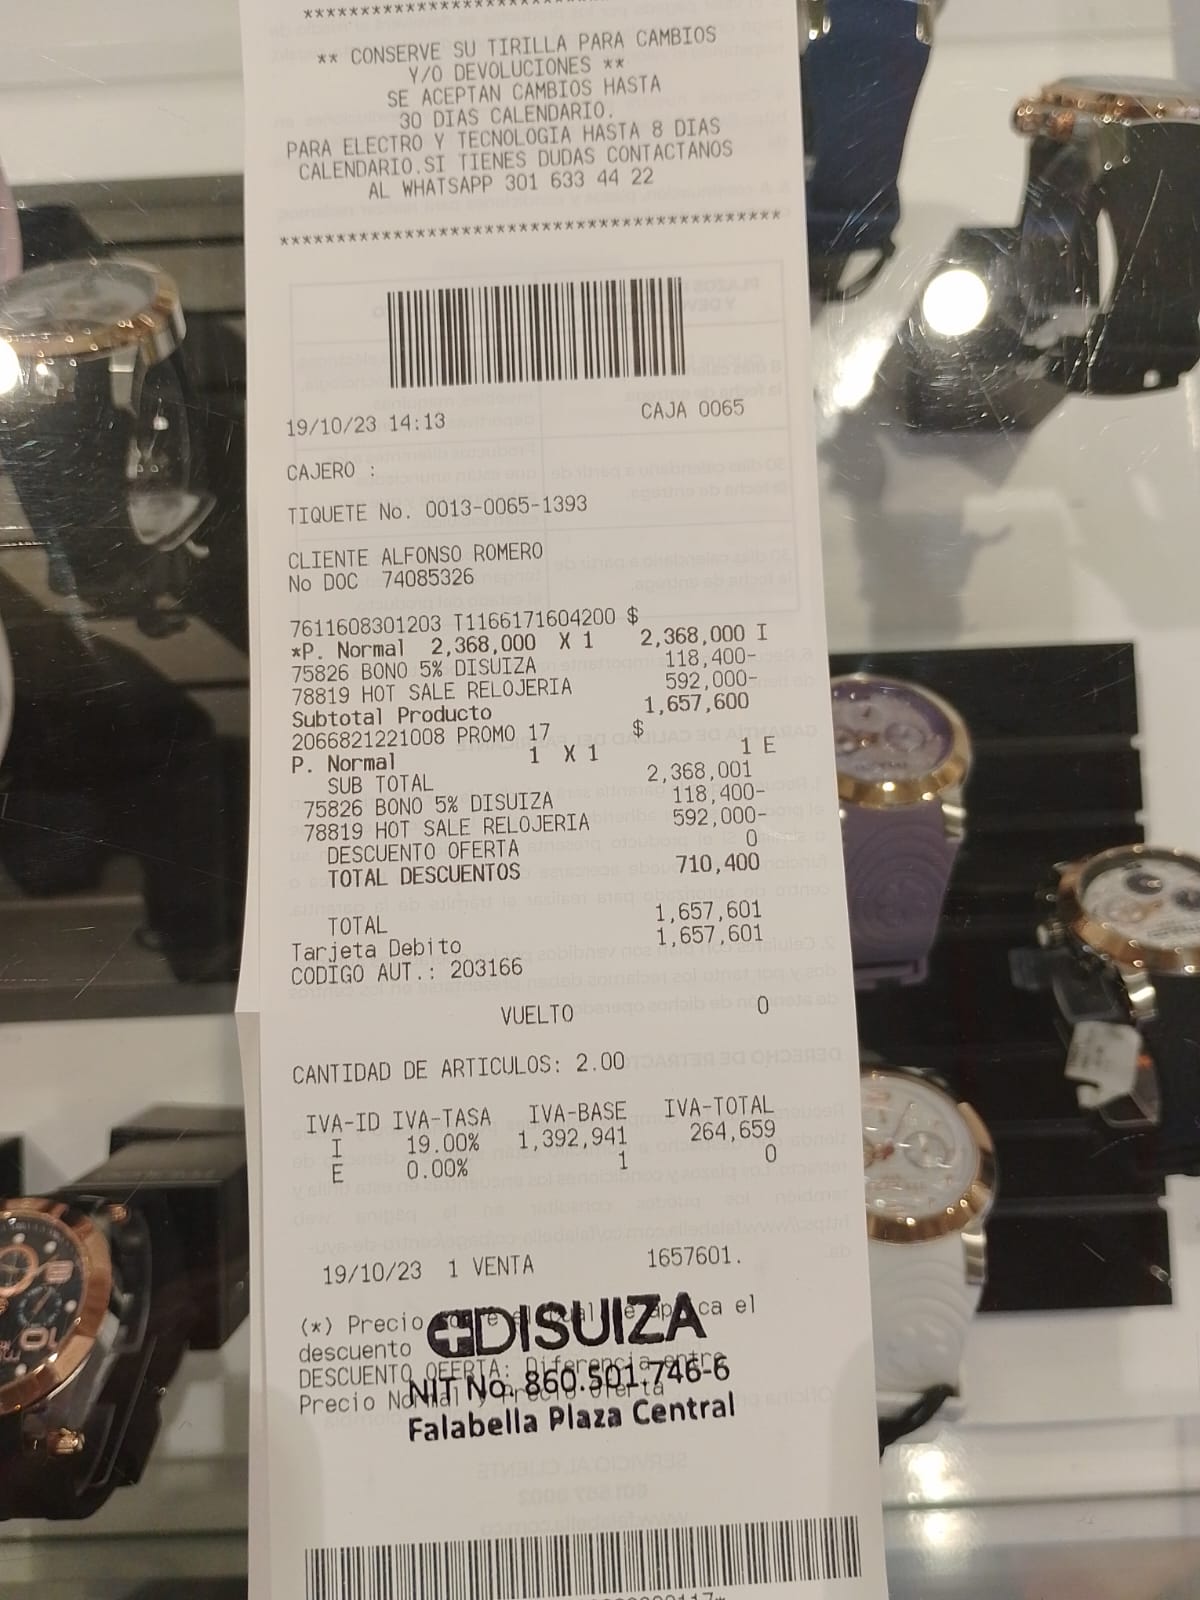 ****************************************
** CONSERVE SU TIRILLA PARA CAMBIOS
Y/O DEVOLUCIONES **
SE ACEPTAN CAMBIOS HASTA
30 DIAS CALENDARIO.
PARA ELECTRO Y TECNOLOGIA HASTA 8 DIAS
CALENDARIO.SI TIENES DUDAS CONTACTANOS
AL WHATSAPP 301 633 44 22
****************************************
19/10/23 14:13 CAJA 0065
CAJERO :
TIQUETE No. 0013-0065-1393
CLIENTE ALFONSO ROMERO
No DOC 74085326
7611608301203 T1166171604200 $
*P. Normal 2,368,000 X 1 2,368,000 I
75826 BONO 5% DISUIZA 118,400-
78819 HOT SALE RELOJERIA 592,000-
Subtotal Producto 1,657,600
2066821221008 PROMO 17 $
P. Normal 1 X 1 1 E
SUB TOTAL 2,368,001
75826 BONO 5% DISUIZA 118,400-
78819 HOT SALE RELOJERIA 592,000-
DESCUENTO OFERTA 0
TOTAL DESCUENTOS 710,400
TOTAL 1,657,601
Tarjeta Debito 1,657,601
CODIGO AUT.: 203166
VUELTO 0
CANTIDAD DE ARTICULOS: 2.00
IVA-ID IVA-TASA IVA-BASE IVA-TOTAL
I 19.00% 1,392,941 264,659
E 0.00% 1 0
19/10/23 1 VENTA 1657601.
(*) Precio sobre el cual se aplica el
descuento
DISUIZA
DESCUENTO OFERTA: Diferencia entre
Precio Normal y Precio Oferta
NIT No. 860.501.746-6
Falabella Plaza Central